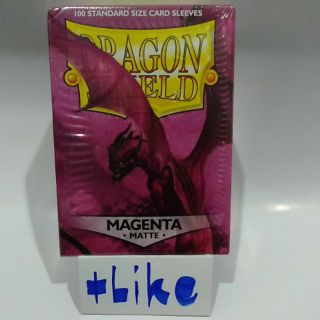 100 STANDARD SIZE CARD SLEEVES
DRAGON
SHIELD
MAGENTA
• MATTE •
+Like